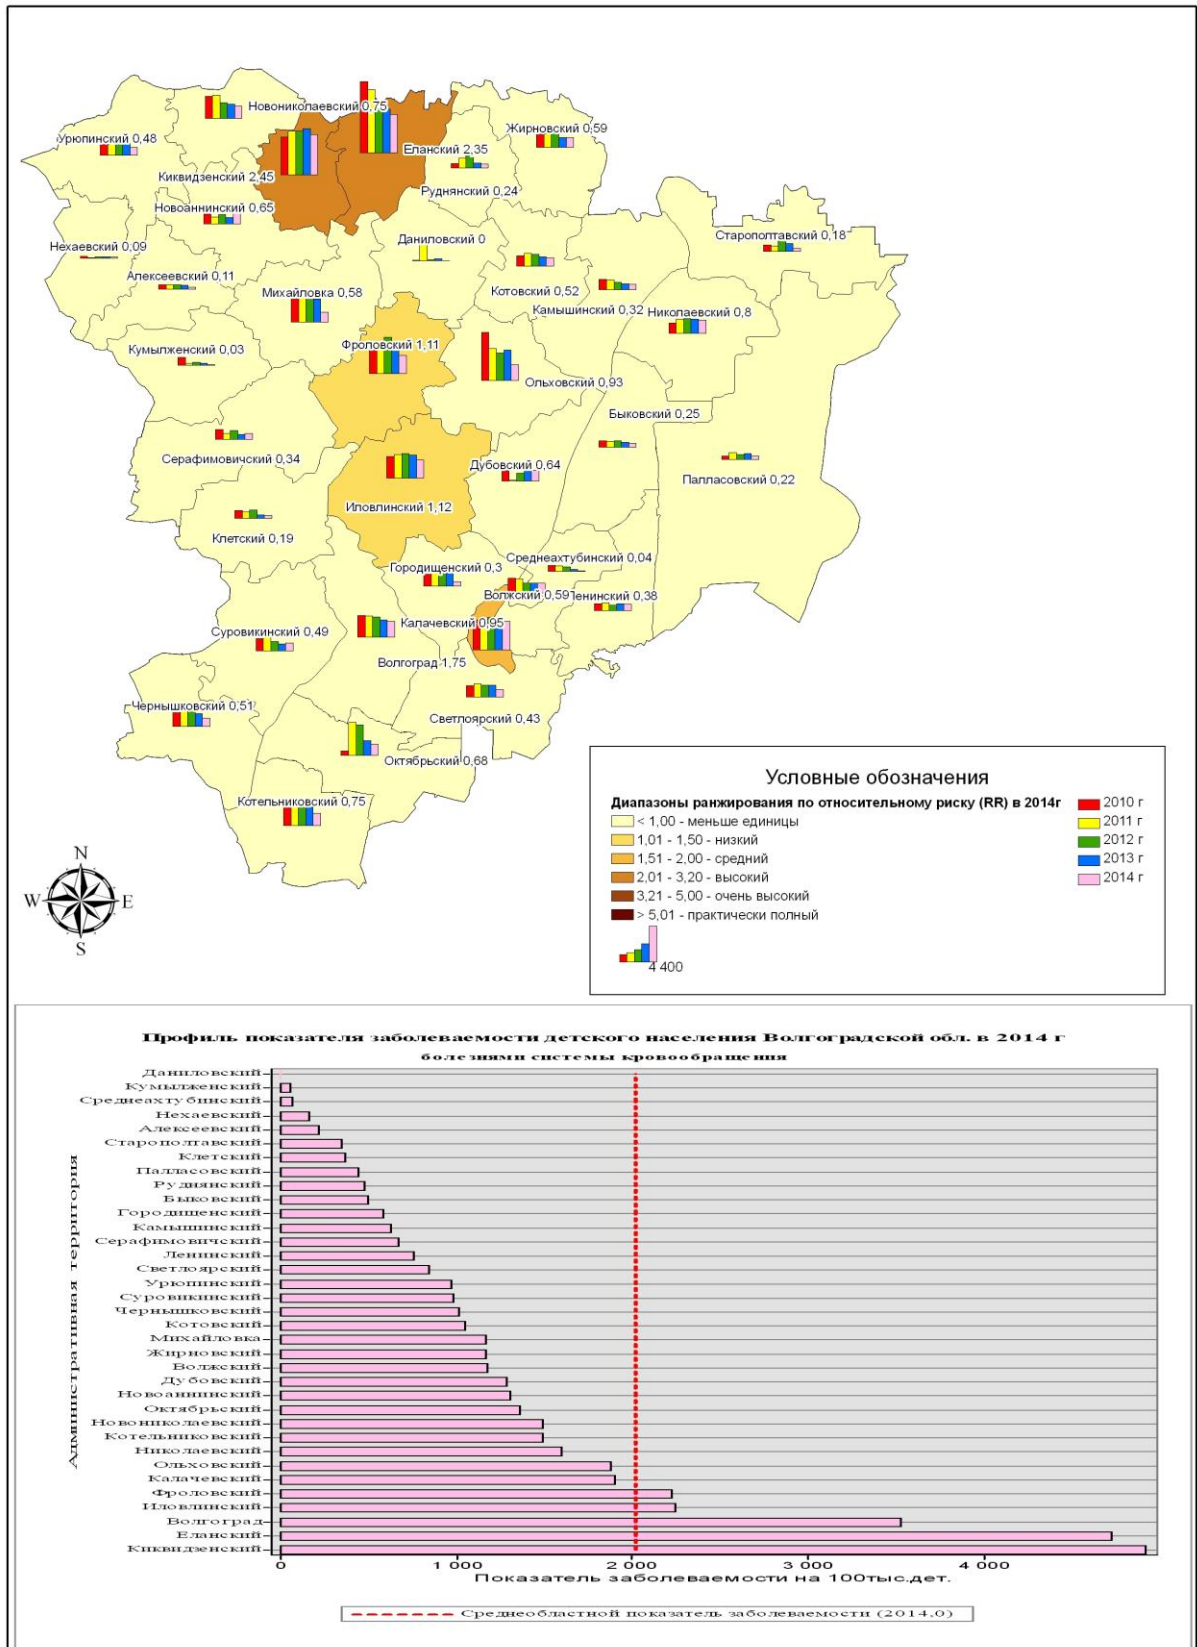 Новониколаевский 0,75
Урюпинский 0,48
Жирновский 0,59
Еланский 2,35
Киквидзенский 2,45
Руднянский 0,24
Новоаннинский 0,65
Старополтавский 0,18
Нехаевский 0,09
Даниловский 0
Алексеевский 0,11
Котовский 0,52
Михайловка 0,58
Камышинский 0,32
Николаевский 0,8
Фроловский 1,11
Кумылженский 0,03
Ольховский 0,93
Быковский 0,25
Серафимовичский 0,34
Дубовский 0,64
Палласовский 0,22
Иловлинский 1,12
Клетский 0,19
Среднеахтубинский 0,04
Городищенский 0,3
Волжский 0,59
Ленинский 0,38
Калачевский 0,95
Суровикинский 0,49
Волгоград 1,75
Чернышковский 0,51
Светлоярский 0,43
Октябрьский 0,68
Котельниковский 0,75
N
W E
S
Условные обозначения
Диапазоны ранжирования по относительному риску (RR) в 2014г
< 1,00 - меньше единицы
1,01 - 1,50 - низкий
1,51 - 2,00 - средний
2,01 - 3,20 - высокий
3,21 - 5,00 - очень высокий
> 5,01 - практически полный
4 400
2010 г
2011 г
2012 г
2013 г
2014 г
Профиль показателя заболеваемости детского населения Волгоградской обл. в 2014 г
болезнями системы кровообращения
Административная территория
Даниловский
Кумылженский
Среднеахтубинский
Нехаевский
Алексеевский
Старополтавский
Клетский
Палласовский
Руднянский
Быковский
Городищенский
Камышинский
Серафимовичский
Ленинский
Светлоярский
Урюпинский
Суровикинский
Чернышковский
Котовский
Михайловка
Жирновский
Волжский
Дубовский
Новоаннинский
Октябрьский
Новониколаевский
Котельниковский
Николаевский
Ольховский
Калачевский
Фроловский
Иловлинский
Волгоград
Еланский
Киквидзенский
0 1 000 2 000 3 000 4 000
Показатель заболеваемости на 100тыс.дет.
Среднеобластной показатель заболеваемости (2014.0)